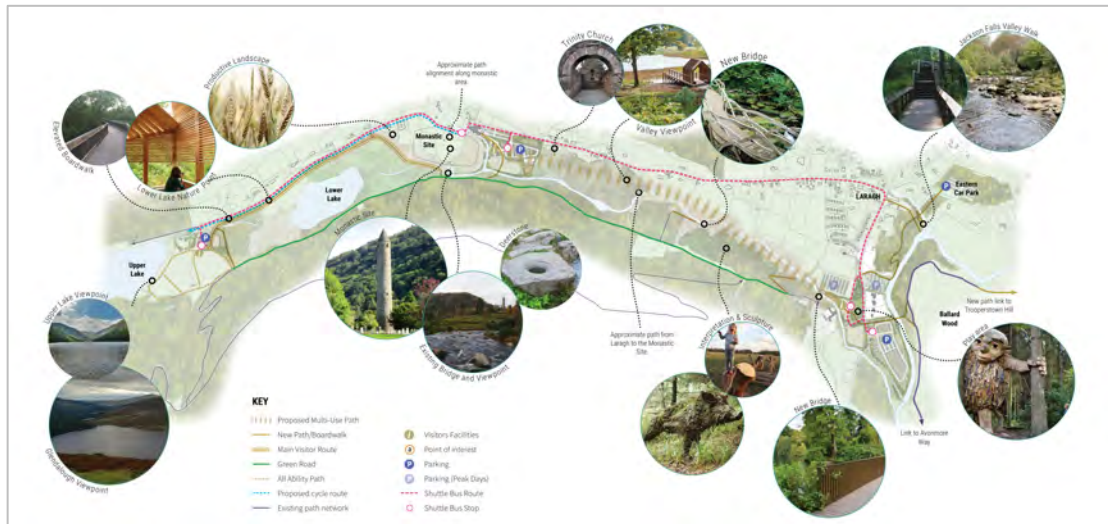 Productive Landscape
Elevated Boardwalk
Lower Lake Nature Path
Approximate path
alignment along monastic
area.
Trinity Church
Valley Viewpoint
New Bridge
Jackson Falls Valley Walk
Monastic
Site
P
LARAGH
P
Eastern
Car Park
Lower
Lake
P
Upper
Lake
Monastic Site
Deerstone
Existing Bridge and Viewpoint
Upper Lake Viewpoint
Glendalough Viewpoint
Approximate path from
Laragh to the Monastic
Site.
Interpretation & Sculpture
New Bridge
P
P
P
Ballard
Wood
New path link to
Trooperstown Hill
Play area
Link to Avonmore
Way
KEY
Proposed Multi-Use Path
New Path/Boardwalk
Main Visitor Route
Green Road
All Ability Path
Proposed cycle route
Existing path network
Visitors Facilities
Point of interest
P Parking
P Parking (Peak Days)
Shuttle Bus Route
Shuttle Bus Stop